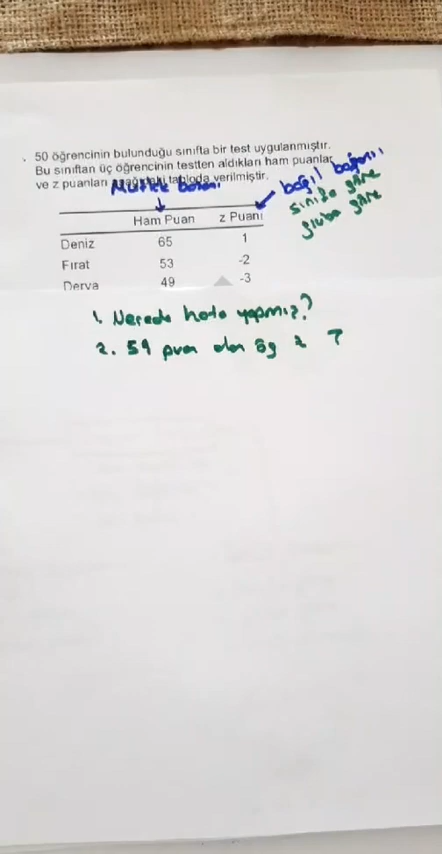 50 öğrencinin bulunduğu sınıfta bir test uygulanmıştır.
Bu sınıftan üç öğrencinin testten aldıkları ham puanlar
ve z puanları aşağıdaki tabloda verilmiştir.
Mutlak başarı
bağıl başarı
sınıfa göre
gruba göre
Ham Puan z Puanı
Deniz 65 1
Fırat 53 -2
Derya 49 -3
1. Nerede hata yapmış?
2. 59 puan alan öğ z ?